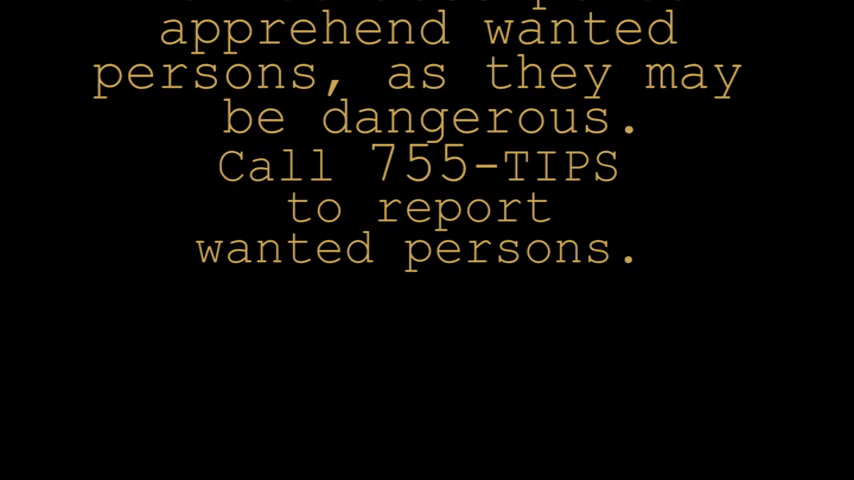 apprehend wanted
persons, as they may
be dangerous.
Call 755-TIPS
to report
wanted persons.